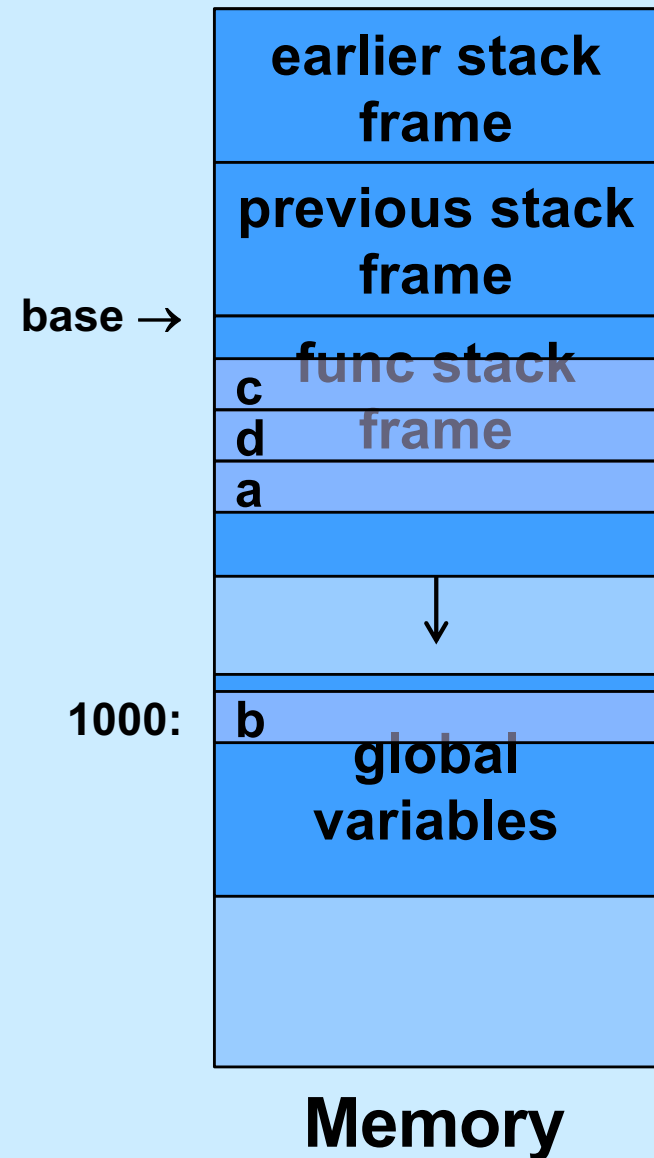 earlier stack
frame
previous stack
frame
base →
func stack
c
frame
d
a
1000:
b
global
variables
Memory